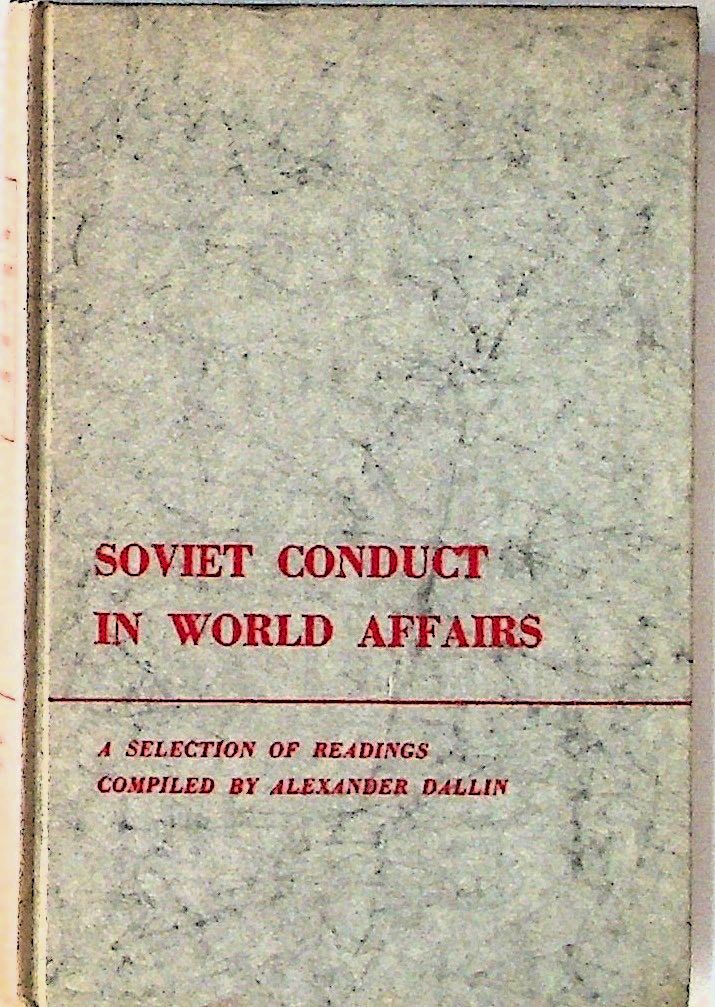 SOVIET CONDUCT
IN WORLD AFFAIRS
A SELECTION OF READINGS
COMPILED BY ALEXANDER DALLIN